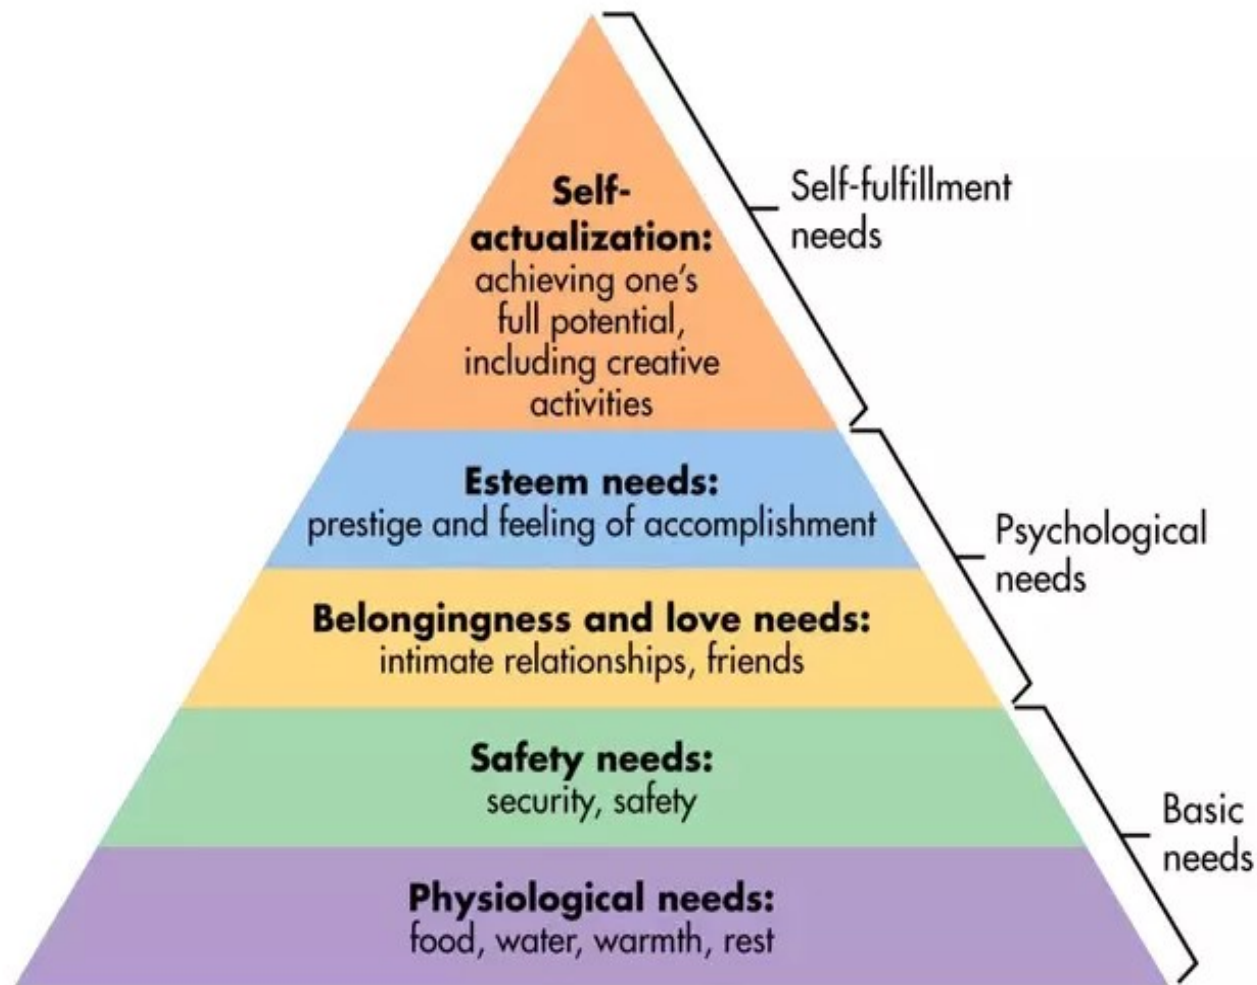 Self-
actualization:
achieving one's
full potential,
including creative
activities
Self-fulfillment
needs
Esteem needs:
prestige and feeling of accomplishment
Psychological
needs
Belongingness and love needs:
intimate relationships, friends
Safety needs:
security, safety
Basic
needs
Physiological needs:
food, water, warmth, rest